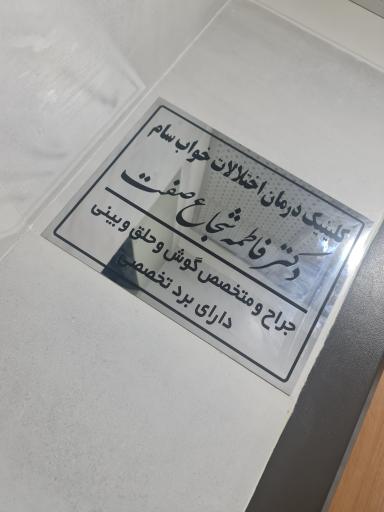 کلینیک درمان اختلالات خواب سام
دکتر فاطمه شجاع صفت
جراح و متخصص گوش و حلق و بینی
دارای برد تخصصی